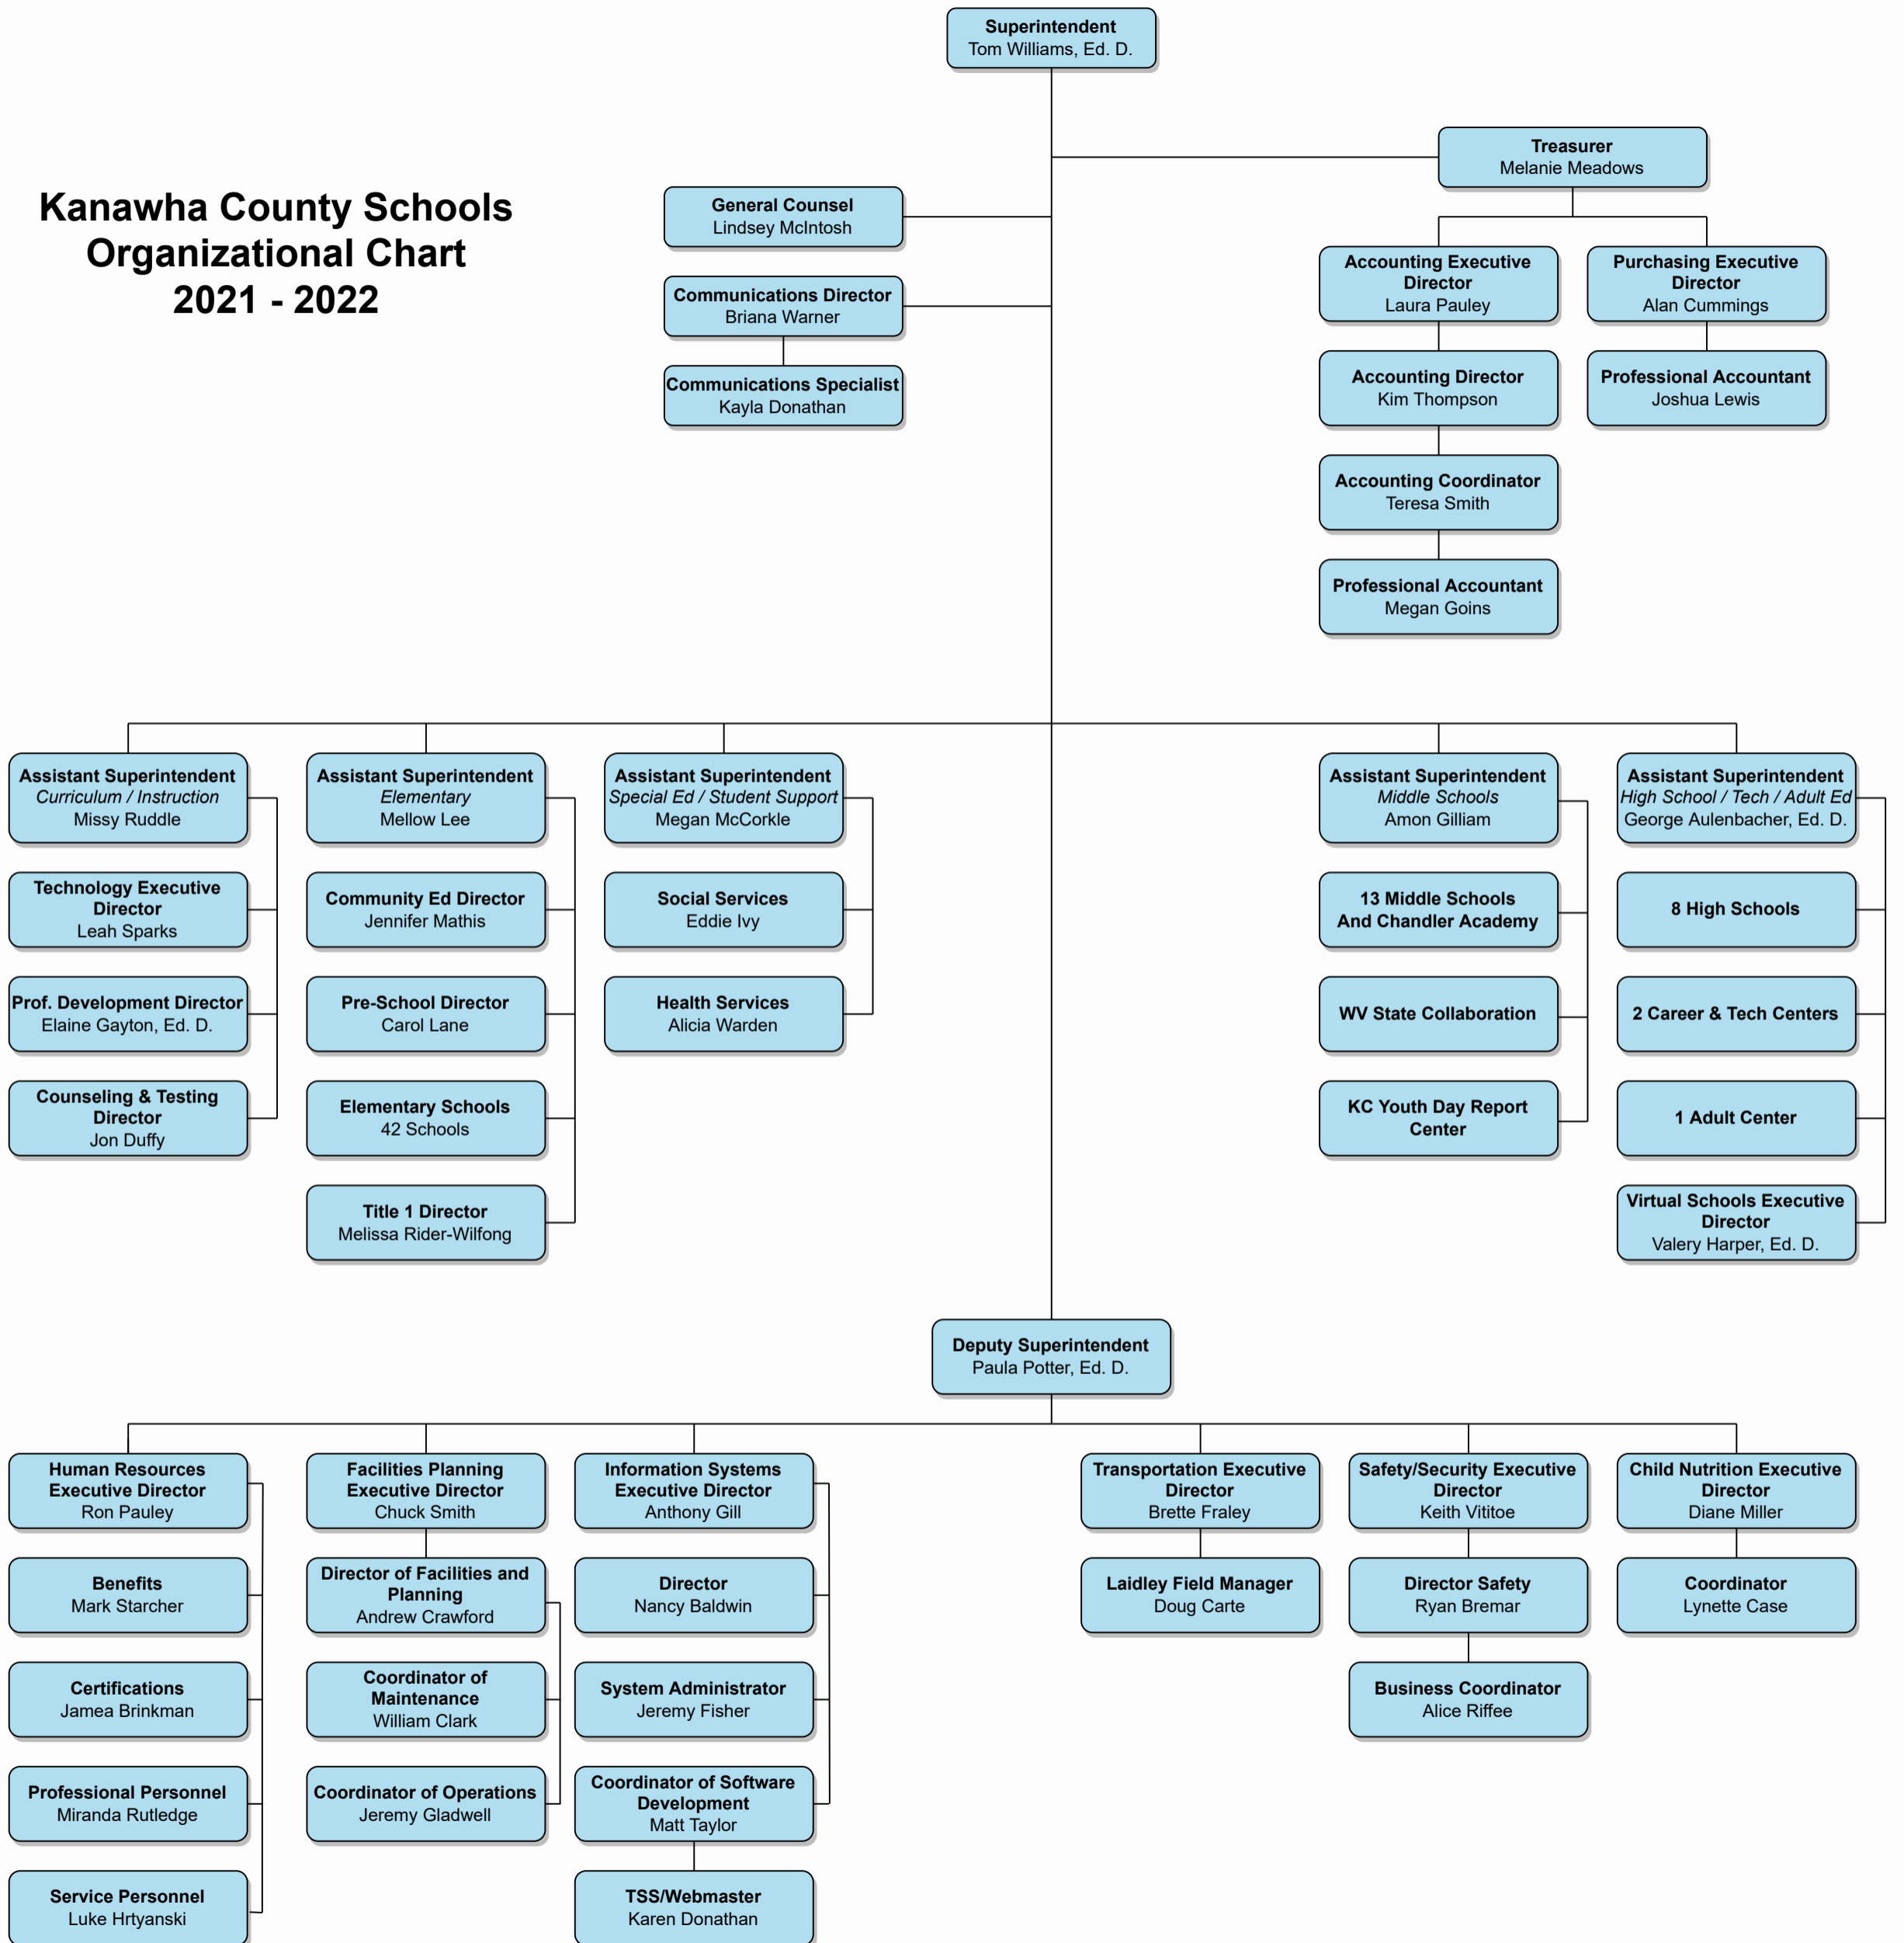 Superintendent
Tom Williams, Ed. D.
Treasurer
Melanie Meadows
Kanawha County Schools
Organizational Chart
2021 - 2022
General Counsel
Lindsey McIntosh
Communications Director
Briana Warner
Communications Specialist
Kayla Donathan
Accounting Executive
Director
Laura Pauley
Purchasing Executive
Director
Alan Cummings
Accounting Director
Kim Thompson
Professional Accountant
Joshua Lewis
Accounting Coordinator
Teresa Smith
Professional Accountant
Megan Goins
Assistant Superintendent
Curriculum / Instruction
Missy Ruddle
Technology Executive
Director
Leah Sparks
Prof. Development Director
Elaine Gayton, Ed. D.
Counseling & Testing
Director
Jon Duffy
Assistant Superintendent
Elementary
Mellow Lee
Community Ed Director
Jennifer Mathis
Pre-School Director
Carol Lane
Elementary Schools
42 Schools
Title 1 Director
Melissa Rider-Wilfong
Assistant Superintendent
Special Ed / Student Support
Megan McCorkle
Social Services
Eddie Ivy
Health Services
Alicia Warden
Assistant Superintendent
Middle Schools
Amon Gilliam
13 Middle Schools
And Chandler Academy
WV State Collaboration
KC Youth Day Report
Center
Assistant Superintendent
High School / Tech / Adult Ed
George Aulenbacher, Ed. D.
8 High Schools
2 Career & Tech Centers
1 Adult Center
Virtual Schools Executive
Director
Valery Harper, Ed. D.
Deputy Superintendent
Paula Potter, Ed. D.
Human Resources
Executive Director
Ron Pauley
Benefits
Mark Starcher
Certifications
Jamea Brinkman
Professional Personnel
Miranda Rutledge
Service Personnel
Luke Hrtyanski
Facilities Planning
Executive Director
Chuck Smith
Director of Facilities and
Planning
Andrew Crawford
Coordinator of
Maintenance
William Clark
Coordinator of Operations
Jeremy Gladwell
Information Systems
Executive Director
Anthony Gill
Director
Nancy Baldwin
System Administrator
Jeremy Fisher
Coordinator of Software
Development
Matt Taylor
TSS/Webmaster
Karen Donathan
Transportation Executive
Director
Brette Fraley
Laidley Field Manager
Doug Carte
Safety/Security Executive
Director
Keith Vititoe
Director Safety
Ryan Bremar
Business Coordinator
Alice Riffee
Child Nutrition Executive
Director
Diane Miller
Coordinator
Lynette Case